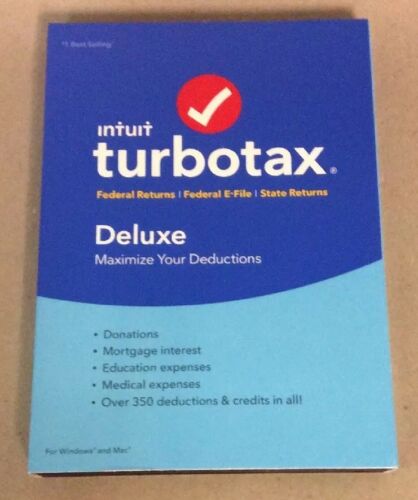 #1 Best Selling
intuit
turbotax®
Federal Returns | Federal E-File | State Returns
Deluxe
Maximize Your Deductions
• Donations
• Mortgage interest
• Education expenses
• Medical expenses
• Over 350 deductions & credits in all!
For Windows® and Mac®